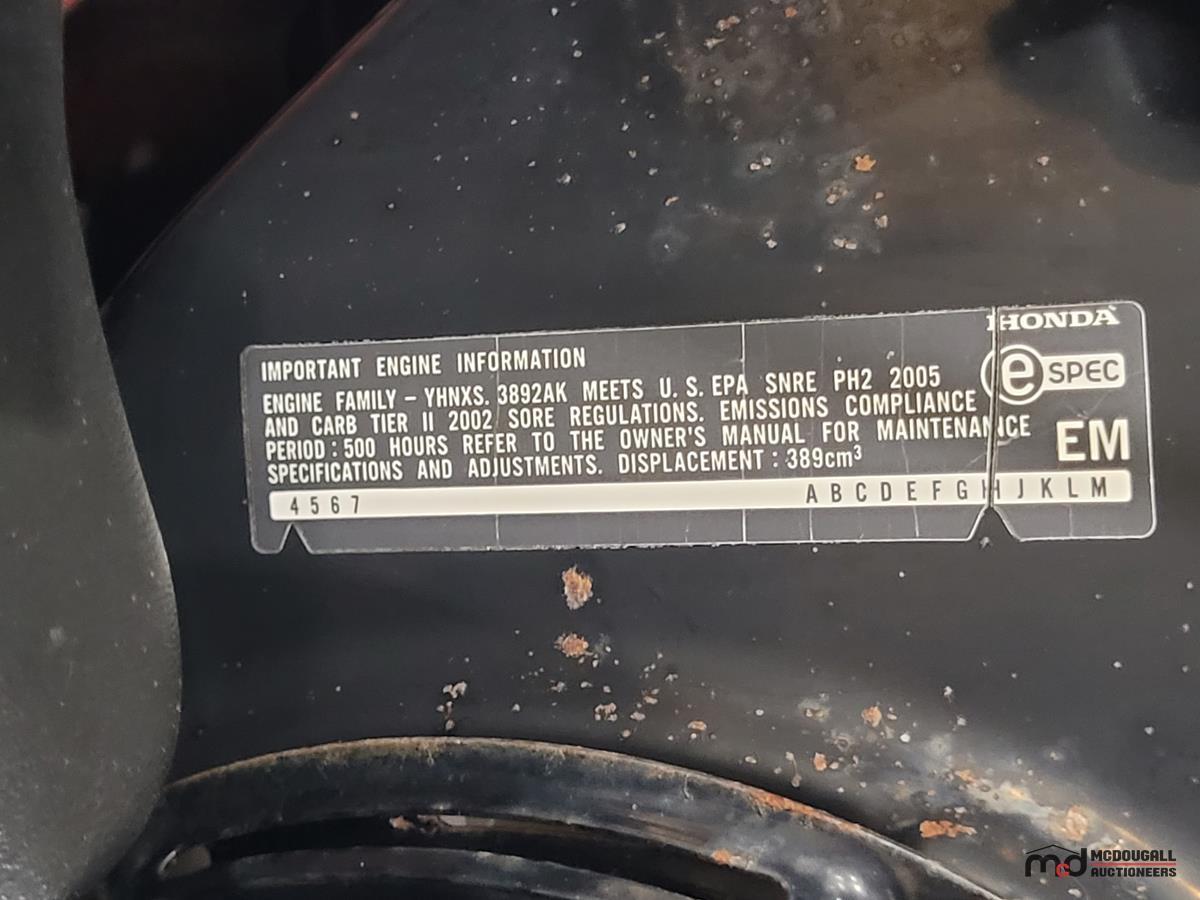 HONDA
e SPEC
EM
IMPORTANT ENGINE INFORMATION
ENGINE FAMILY - YHNXS. 3892AK MEETS U. S. EPA SNRE PH2 2005
AND CARB TIER II 2002 SORE REGULATIONS. EMISSIONS COMPLIANCE
PERIOD : 500 HOURS REFER TO THE OWNER'S MANUAL FOR MAINTENANCE
SPECIFICATIONS AND ADJUSTMENTS. DISPLACEMENT : 389cm³
4 5 6 7 A B C D E F G H J K L M
mcd MCDOUGALL
AUCTIONEERS